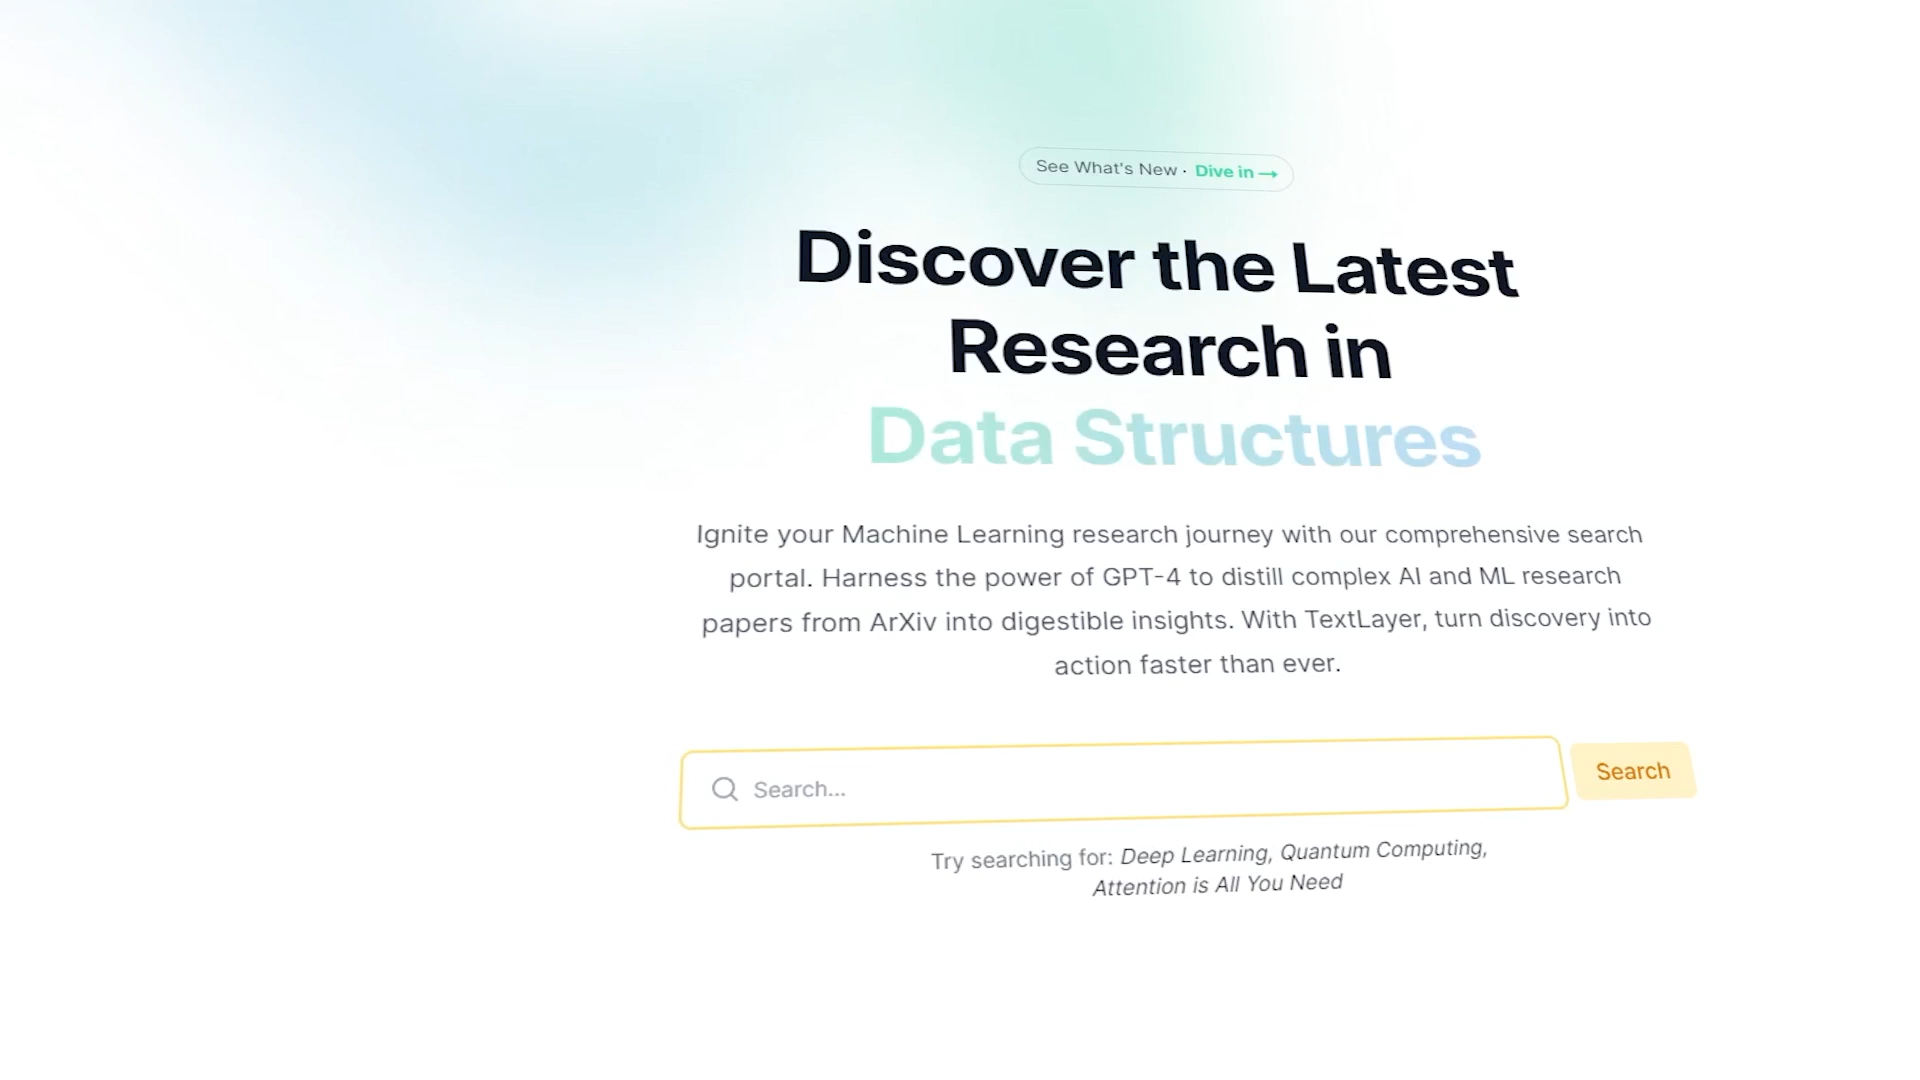 See What's New · Dive in →
Discover the Latest
Research in
Data Structures
Ignite your Machine Learning research journey with our comprehensive search
portal. Harness the power of GPT-4 to distill complex AI and ML research
papers from ArXiv into digestible insights. With TextLayer, turn discovery into
action faster than ever.
Search...
Search
Try searching for: Deep Learning, Quantum Computing,
Attention is All You Need